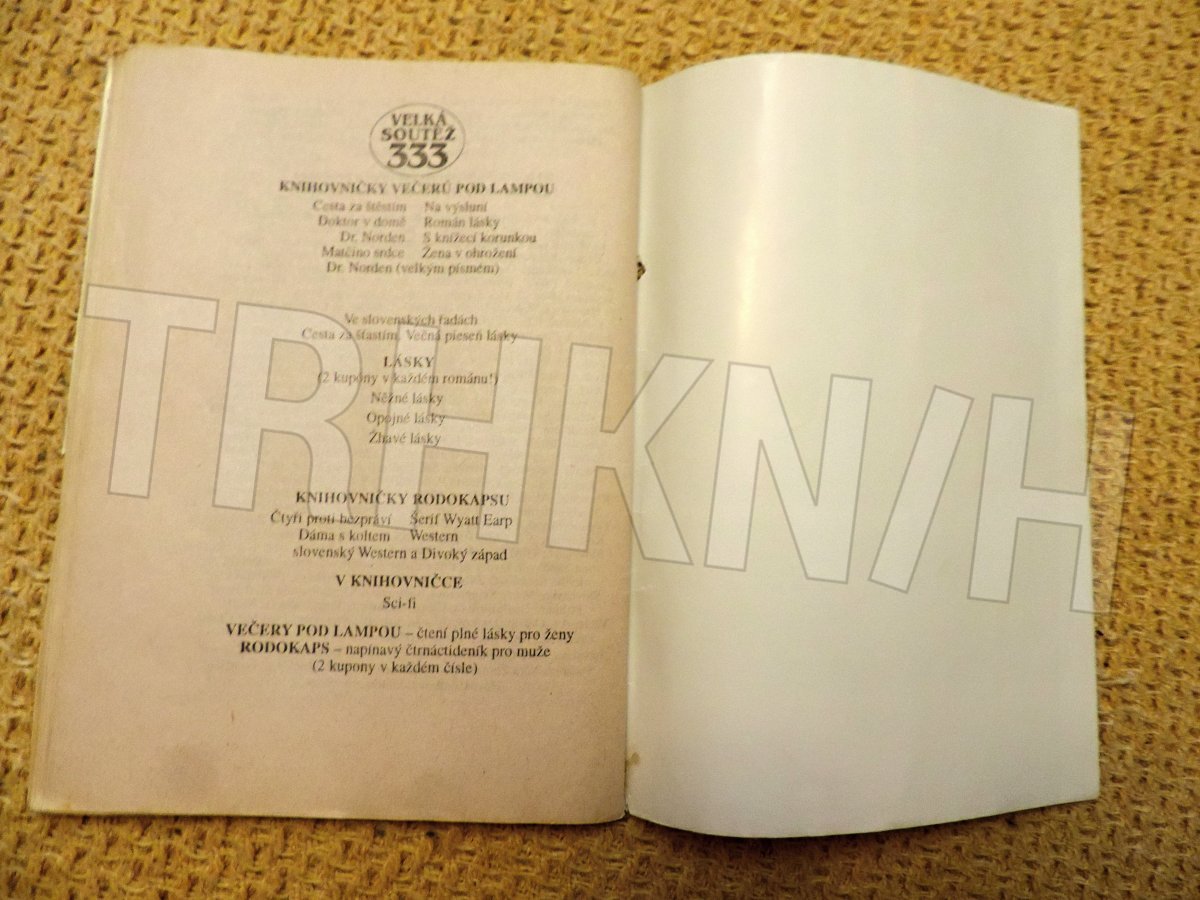 VELKÁ
SOUTĚŽ
333
KNIHOVNIČKY VEČERŮ POD LAMPOU
Cesta za štěstím Na výsluní
Doktor v domě Román lásky
Dr. Norden S knížecí korunkou
Matčino srdce Žena v ohrožení
Dr. Norden (velkým písmem)
Ve slovenských řadách
Cesta za šťastím, Večná pieseň lásky
LÁSKY
(2 kupony v každém románu!)
Něžné lásky
Opojné lásky
Žhavé lásky
KNIHOVNIČKY RODOKAPSU
Čtyři proti bezpráví Šerif Wyatt Earp
Dáma s koltem Western
slovenský Western a Divoký západ
V KNIHOVNIČCE
Sci-fi
VEČERY POD LAMPOU – čtení plné lásky pro ženy
RODOKAPS – napínavý čtrnáctideník pro muže
(2 kupony v každém čísle)
TRHKN/H